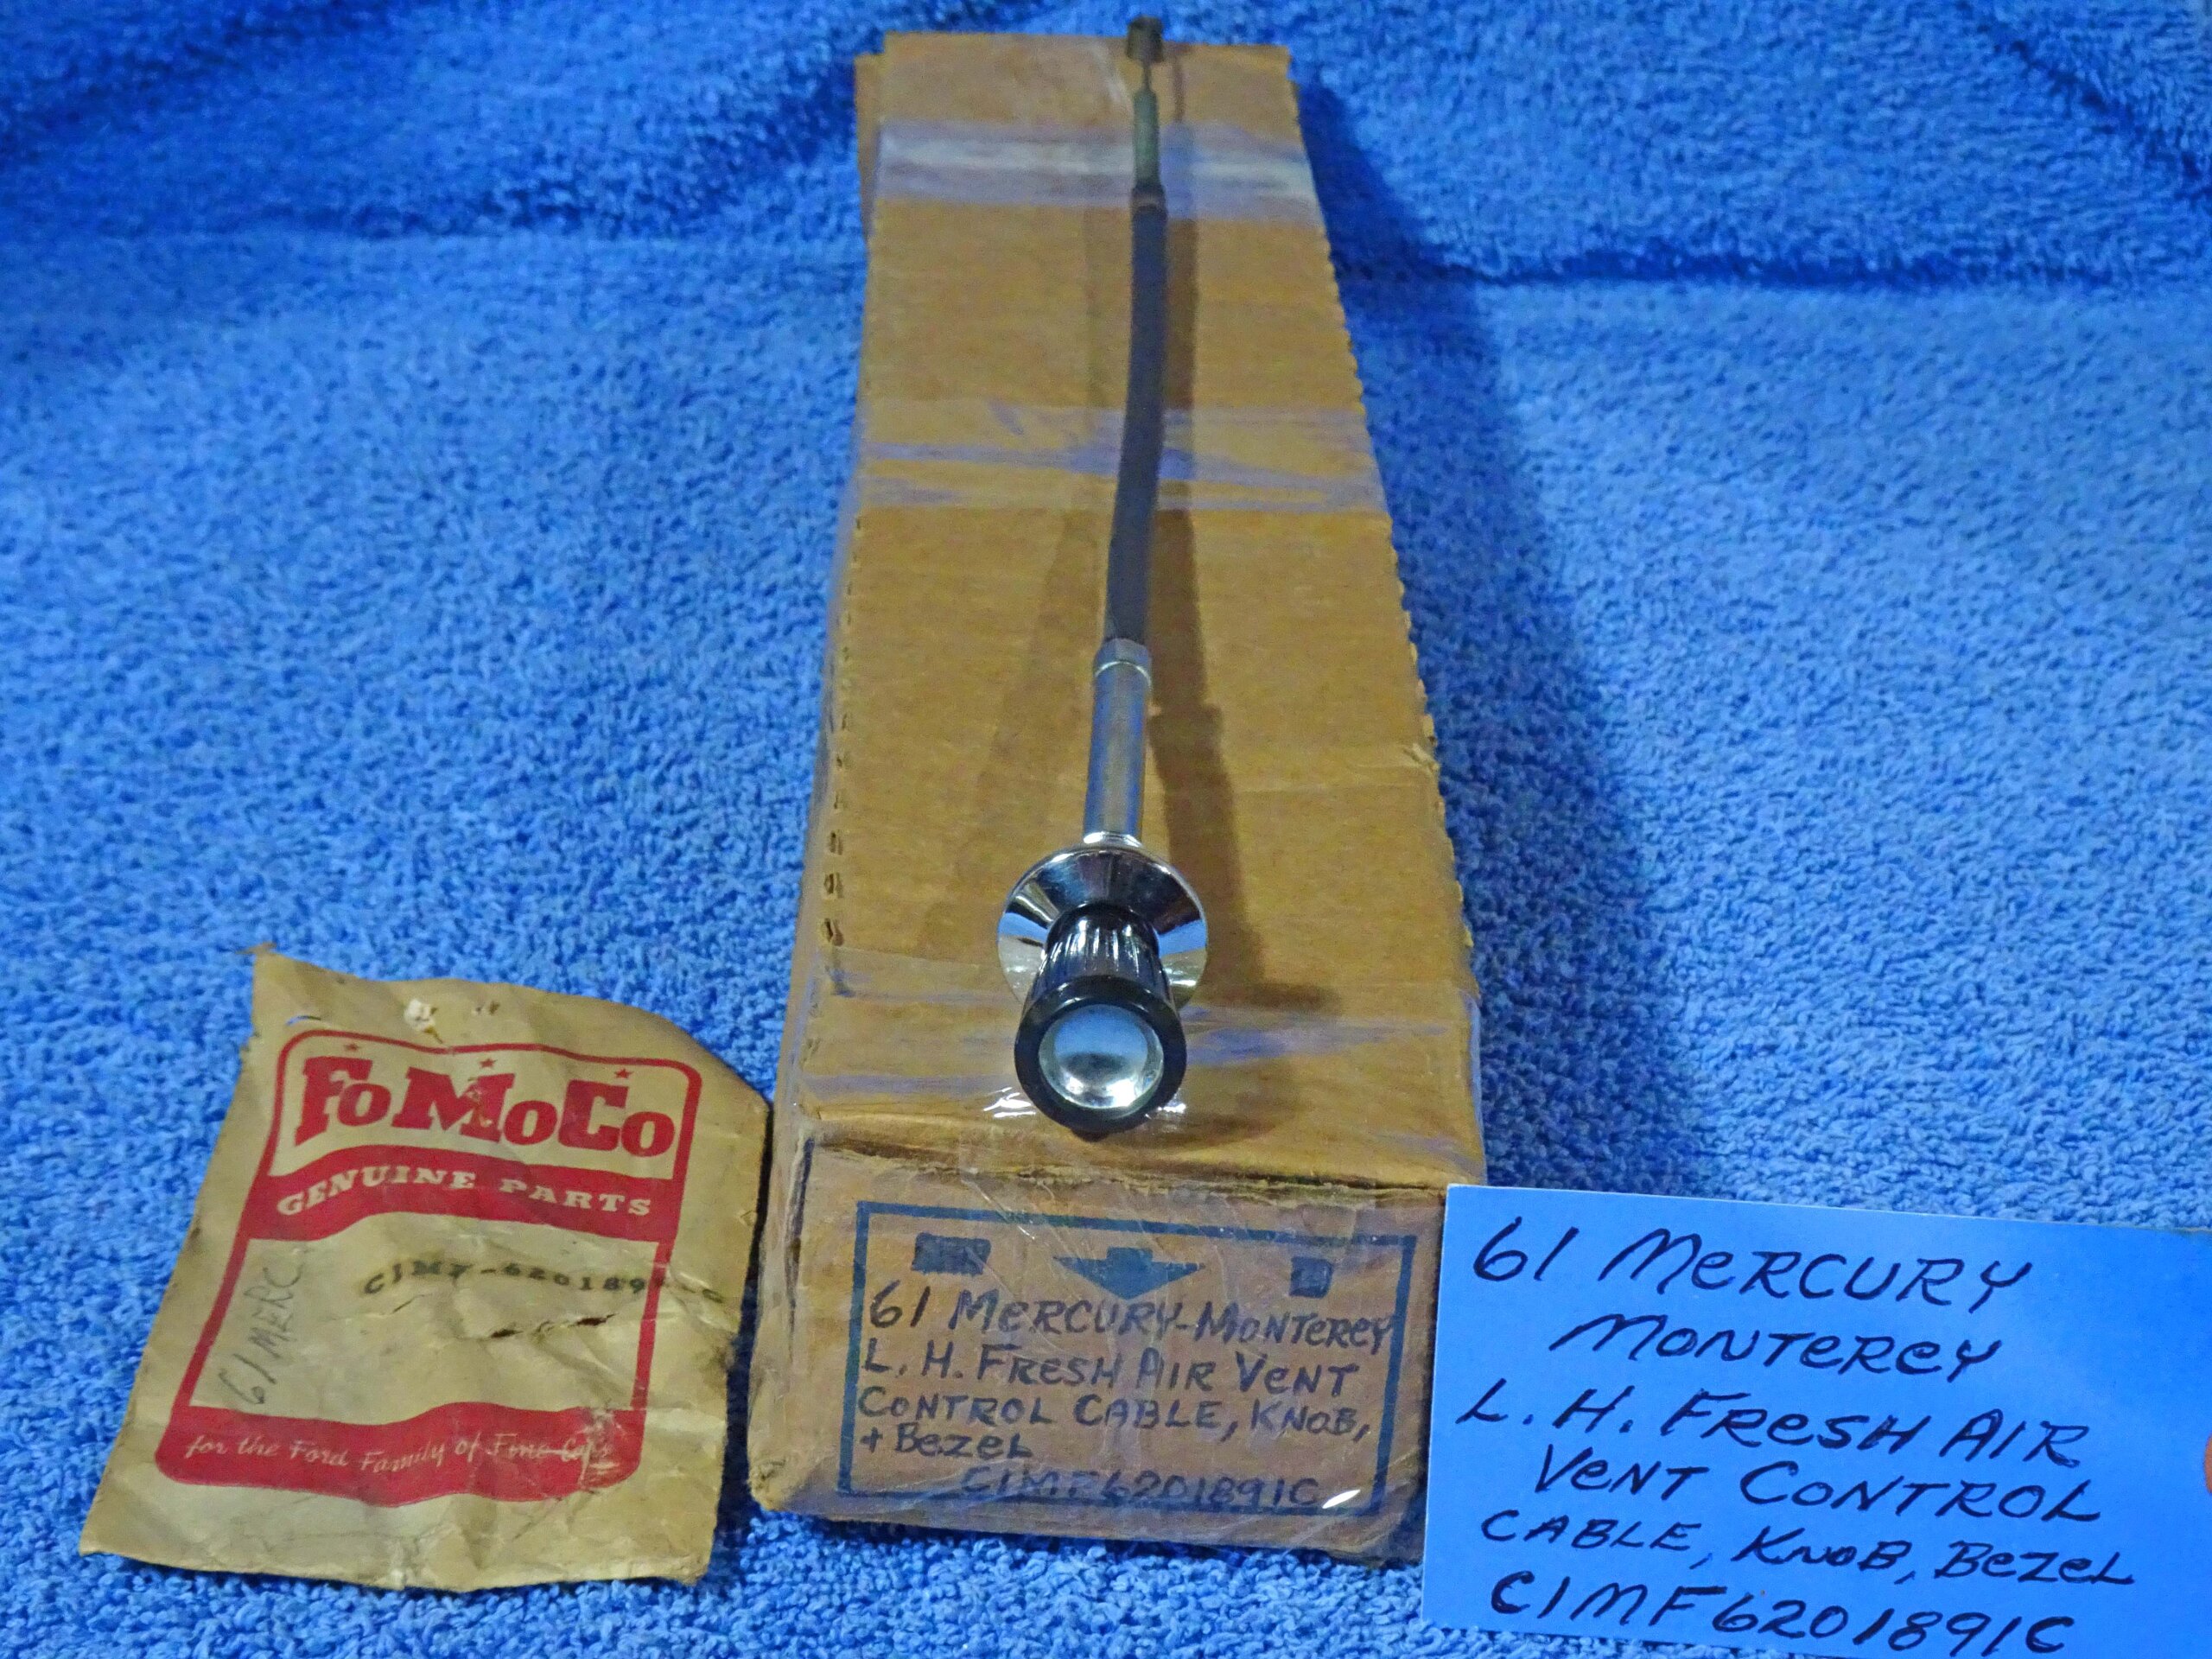 FoMoCo
GENUINE PARTS
C1MF-6201891-C
61 MERC
for the Ford Family of Fine Cars
61 MERCURY-MONTEREY
L.H. FRESH AIR VENT
CONTROL CABLE, KNOB,
+ BEZEL
C1MF6201891C
61 MERCURY
MONTEREY
L.H. FRESH AIR
VENT CONTROL
CABLE, KNOB, BEZEL
C1MF6201891C